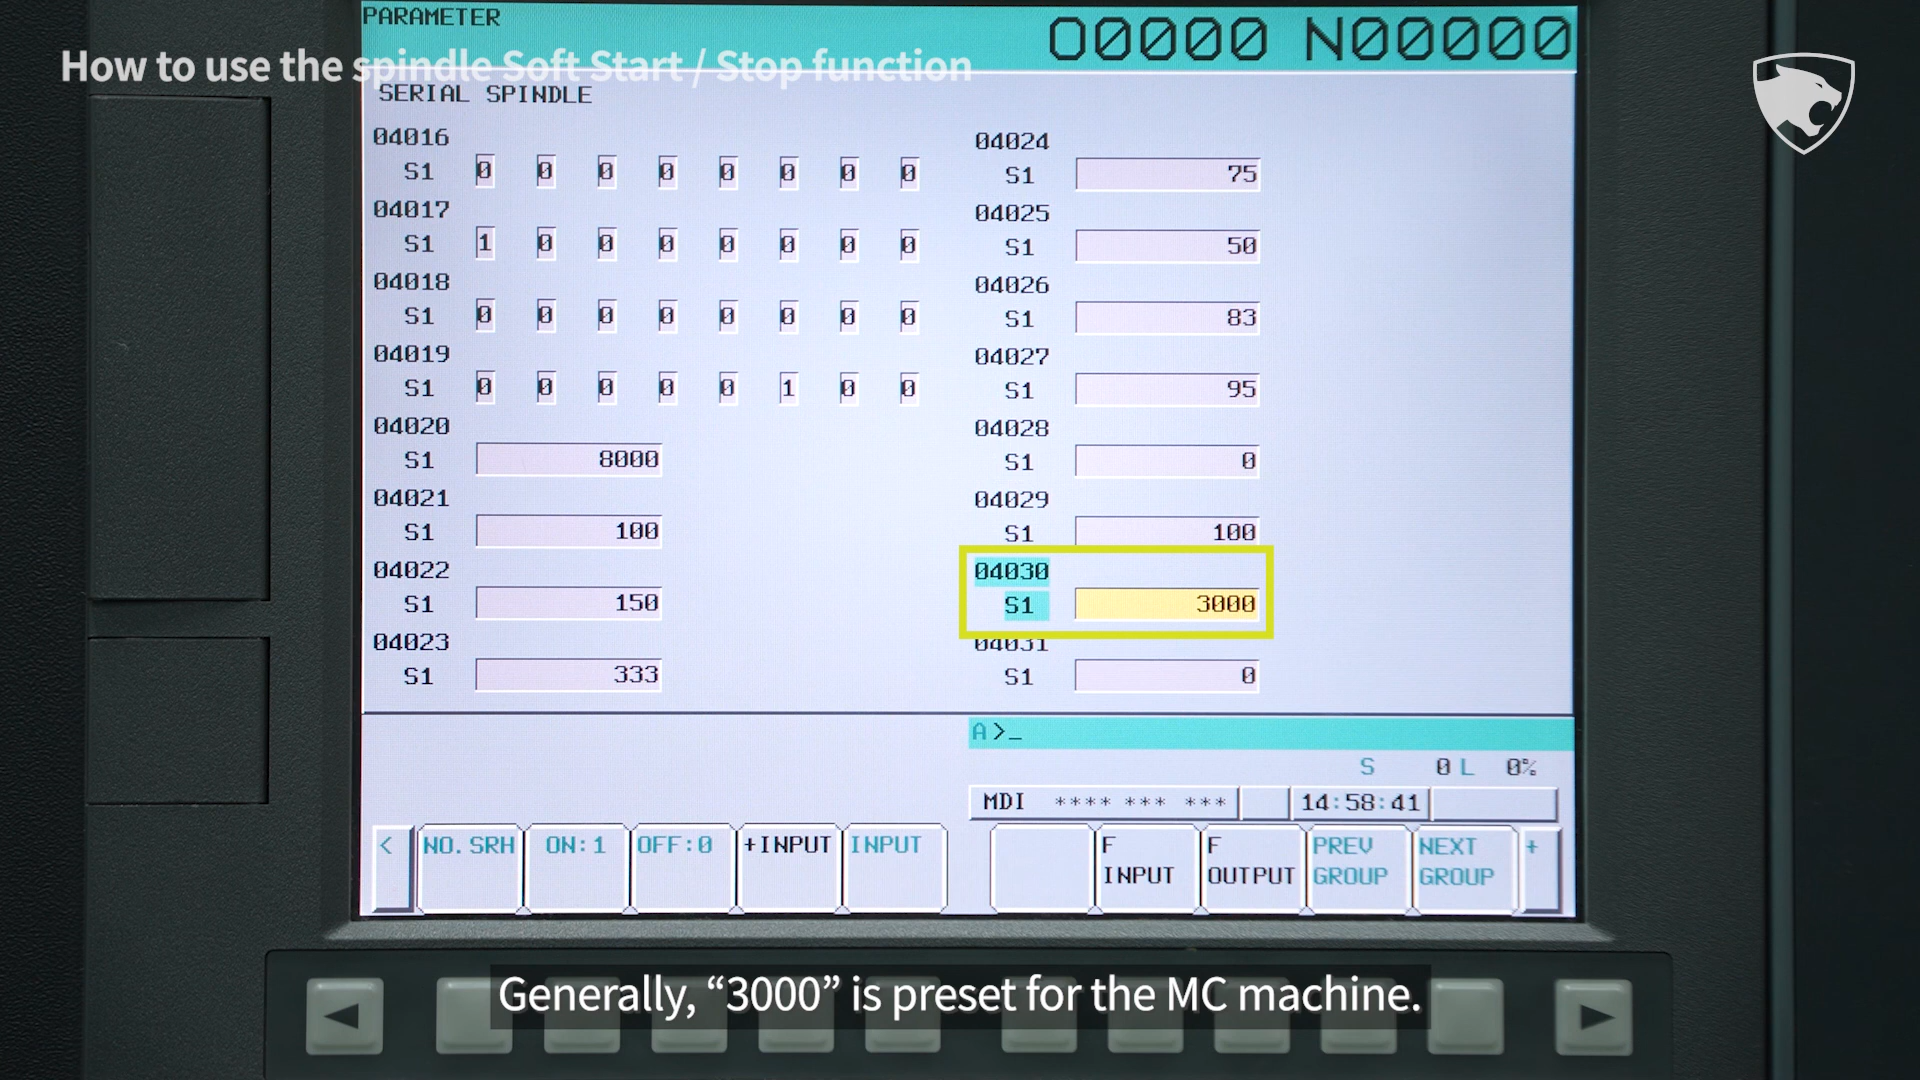 PARAMETER
O0000 N00000
How to use the spindle Soft Start / Stop function
SERIAL SPINDLE
04016
S1 0 0 0 0 0 0 0 0
04017
S1 1 0 0 0 0 0 0 0
04018
S1 0 0 0 0 0 0 0 0
04019
S1 0 0 0 0 0 1 0 0
04020
S1 8000
04021
S1 100
04022
S1 150
04023
S1 333
04024
S1 75
04025
S1 50
04026
S1 83
04027
S1 95
04028
S1 0
04029
S1 100
04030
S1 3000
04031
S1 0
A>_
S 0 L 0%
MDI **** *** *** 14:58:41
< NO.SRH ON:1 OFF:0 +INPUT INPUT
F INPUT
F OUTPUT
PREV GROUP
NEXT GROUP
+
Generally, “3000” is preset for the MC machine.